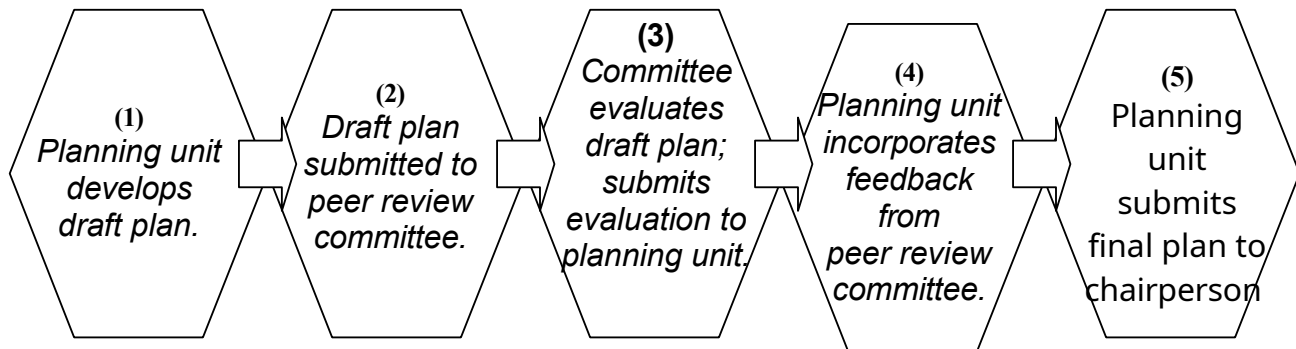 (1)
Planning unit
develops
draft plan.
(2)
Draft plan
submitted to
peer review
committee.
(3)
Committee
evaluates
draft plan;
submits
evaluation to
planning unit.
(4)
Planning unit
incorporates
feedback
from
peer review
committee.
(5)
Planning
unit
submits
final plan to
chairperson